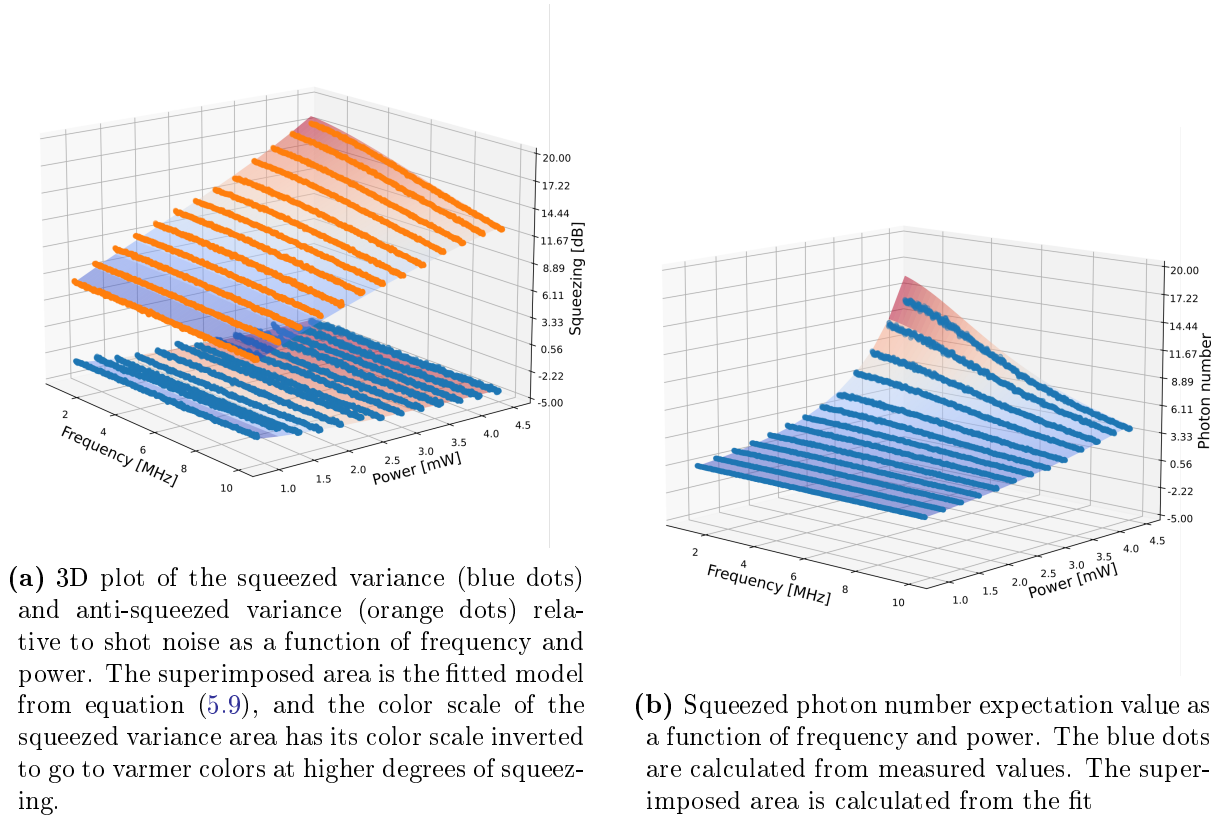 20.00
17.22
14.44
11.67
8.89
6.11
3.33
0.56
-2.22
-5.00
Squeezing [dB]
2
4
6
8
10
Frequency [MHz]
1.0
1.5
2.0
2.5
3.0
3.5
4.0
4.5
Power [mW]
(a) 3D plot of the squeezed variance (blue dots)
and anti-squeezed variance (orange dots) rela-
tive to shot noise as a function of frequency and
power. The superimposed area is the fitted model
from equation (5.9), and the color scale of the
squeezed variance area has its color scale inverted
to go to varmer colors at higher degrees of squeez-
ing.
20.00
17.22
14.44
11.67
8.89
6.11
3.33
0.56
-2.22
-5.00
Photon number
2
4
6
8
10
Frequency [MHz]
1.0
1.5
2.0
2.5
3.0
3.5
4.0
4.5
Power [mW]
(b) Squeezed photon number expectation value as
a function of frequency and power. The blue dots
are calculated from measured values. The super-
imposed area is calculated from the fit